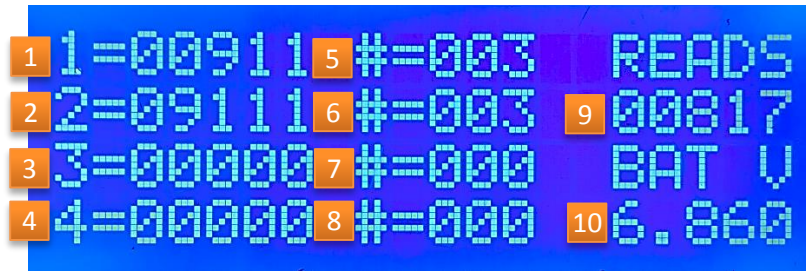 1 1=00911 5 #=003 READS
2 2=09111 6 #=003 9 00817
3 3=00000 7 #=000 BAT V
4 4=00000 8 #=000 10 6.860